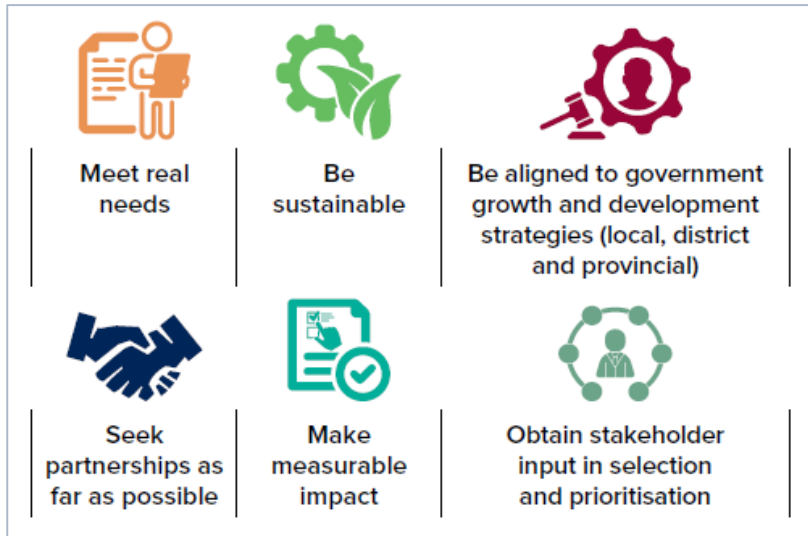 Meet real
needs
Be
sustainable
Be aligned to government
growth and development
strategies (local, district
and provincial)
Seek
partnerships as
far as possible
Make
measurable
impact
Obtain stakeholder
input in selection
and prioritisation